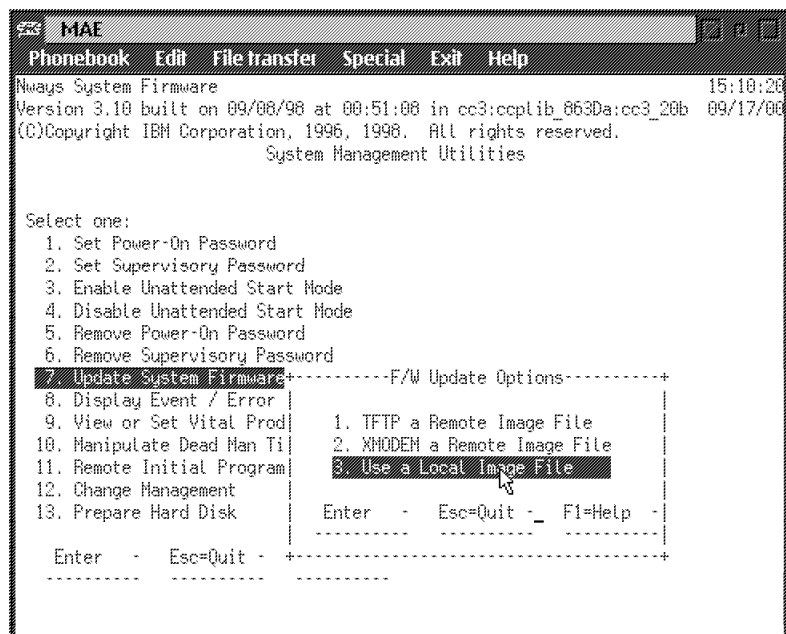 MAE
Phonebook Edit File transfer Special Exit Help
Nways System Firmware 15:10:20
Version 3.10 built on 09/08/98 at 00:51:08 in cc3:ccplib_863Da:cc3_20b 09/17/00
(C)Copyright IBM Corporation, 1996, 1998. All rights reserved.
System Management Utilities
Select one:
1. Set Power-On Password
2. Set Supervisory Password
3. Enable Unattended Start Mode
4. Disable Unattended Start Mode
5. Remove Power-On Password
6. Remove Supervisory Password
7. Update System Firmware+----------F/W Update Options----------+
8. Display Event / Error |
9. View or Set Vital Prod| 1. TFTP a Remote Image File |
10. Manipulate Dead Man Ti| 2. XMODEM a Remote Image File |
11. Remote Initial Program| 3. Use a Local Image File |
12. Change Management |
13. Prepare Hard Disk | Enter - Esc=Quit -_ F1=Help -|
Enter - Esc=Quit -